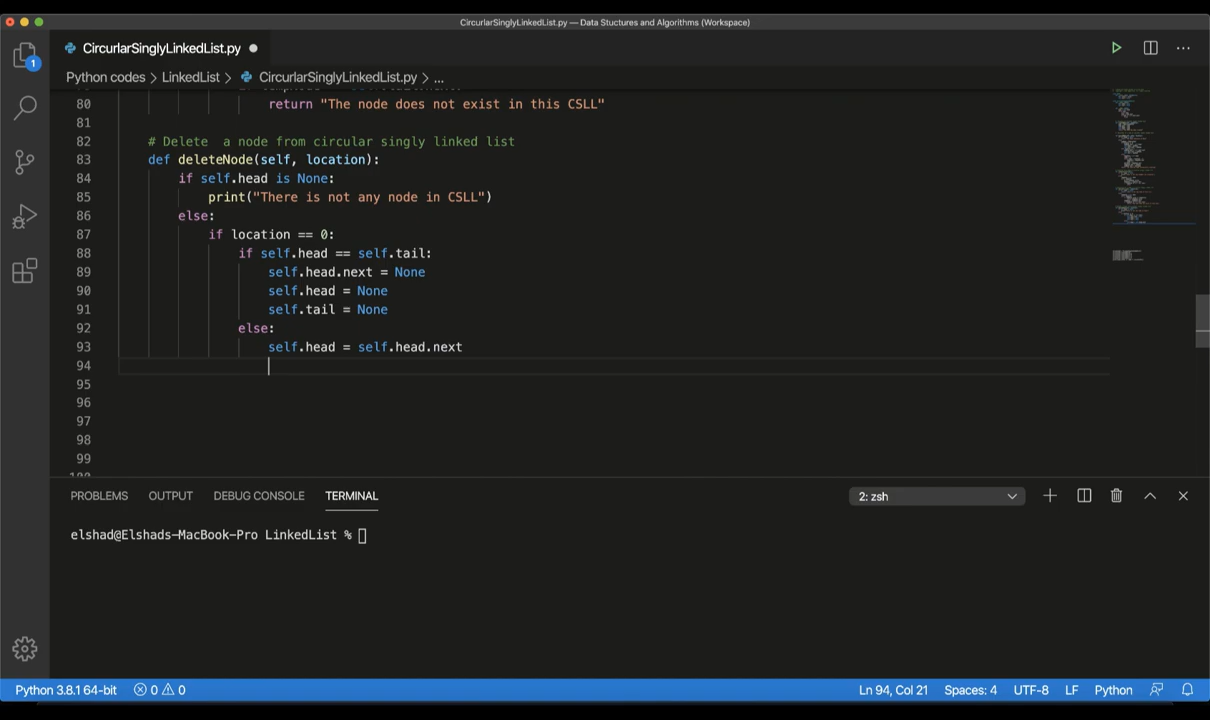 CircurlarSinglyLinkedList.py — Data Stuctures and Algorithms (Workspace)
CircurlarSinglyLinkedList.py
1
Python codes > LinkedList > CircurlarSinglyLinkedList.py > ...
80 return "The node does not exist in this CSLL"
81
82 # Delete  a node from circular singly linked list
83 def deleteNode(self, location):
84 if self.head is None:
85 print("There is not any node in CSLL")
86 else:
87 if location == 0:
88 if self.head == self.tail:
89 self.head.next = None
90 self.head = None
91 self.tail = None
92 else:
93 self.head = self.head.next
94
95
96
97
98
99
PROBLEMS OUTPUT DEBUG CONSOLE TERMINAL 2: zsh
elshad@Elshads-MacBook-Pro LinkedList %
Python 3.8.1 64-bit 0 0 Ln 94, Col 21 Spaces: 4 UTF-8 LF Python